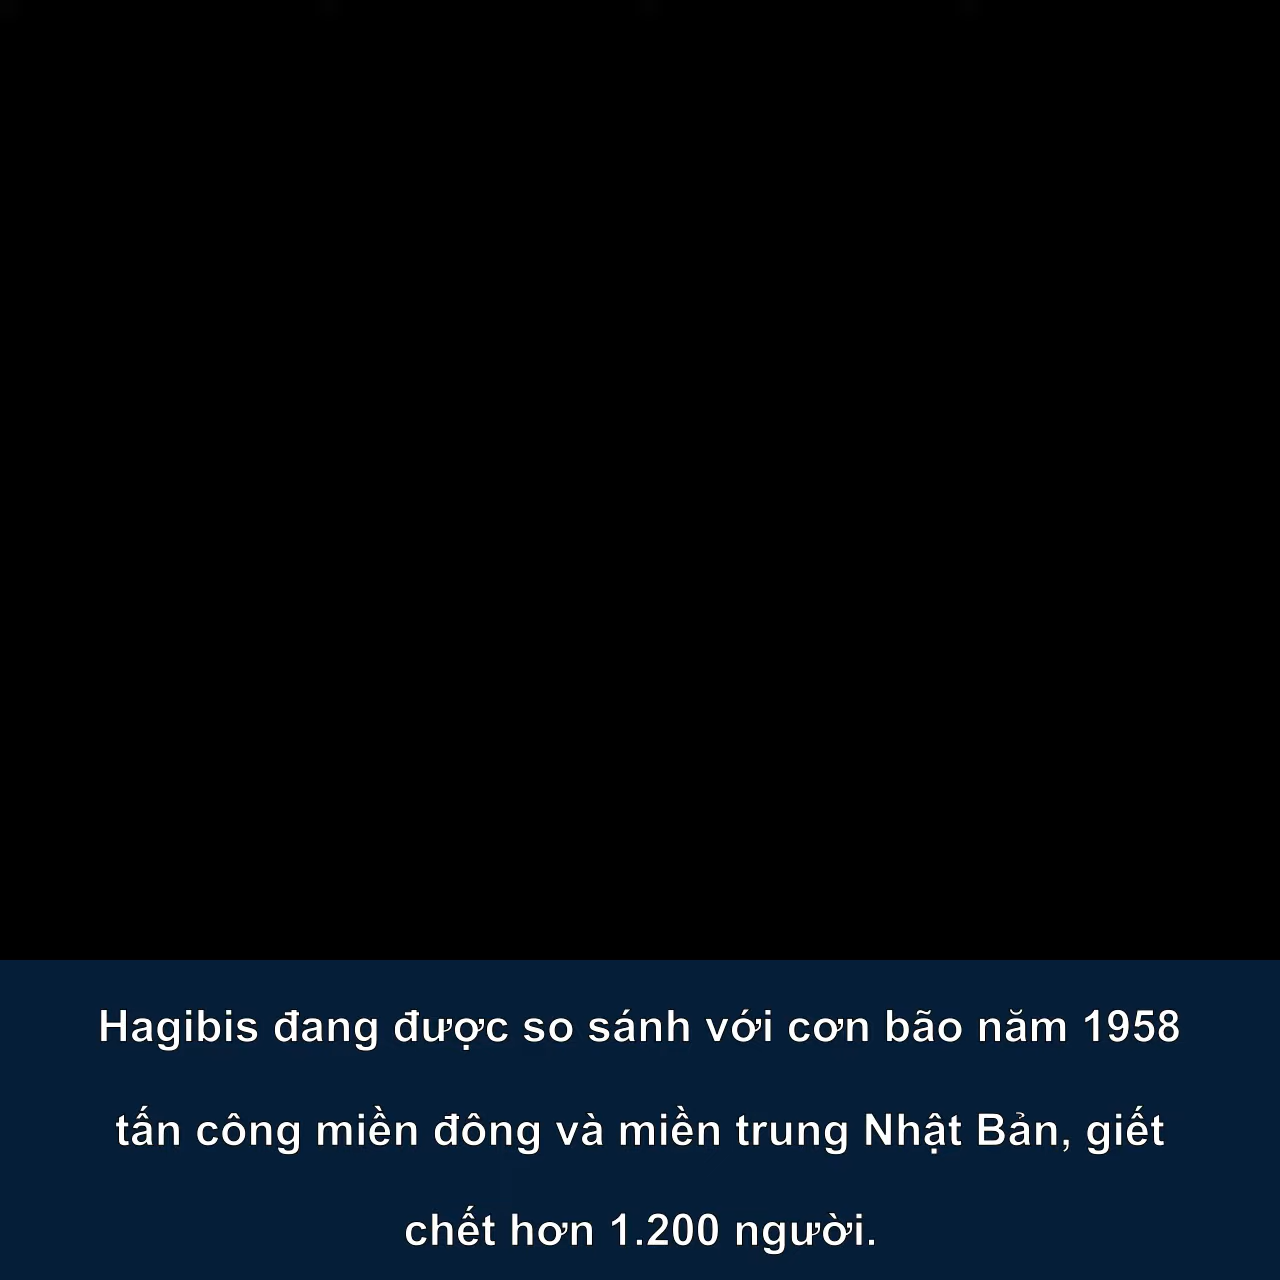 Hagibis đang được so sánh với cơn bão năm 1958
tấn công miền đông và miền trung Nhật Bản, giết
chết hơn 1.200 người.